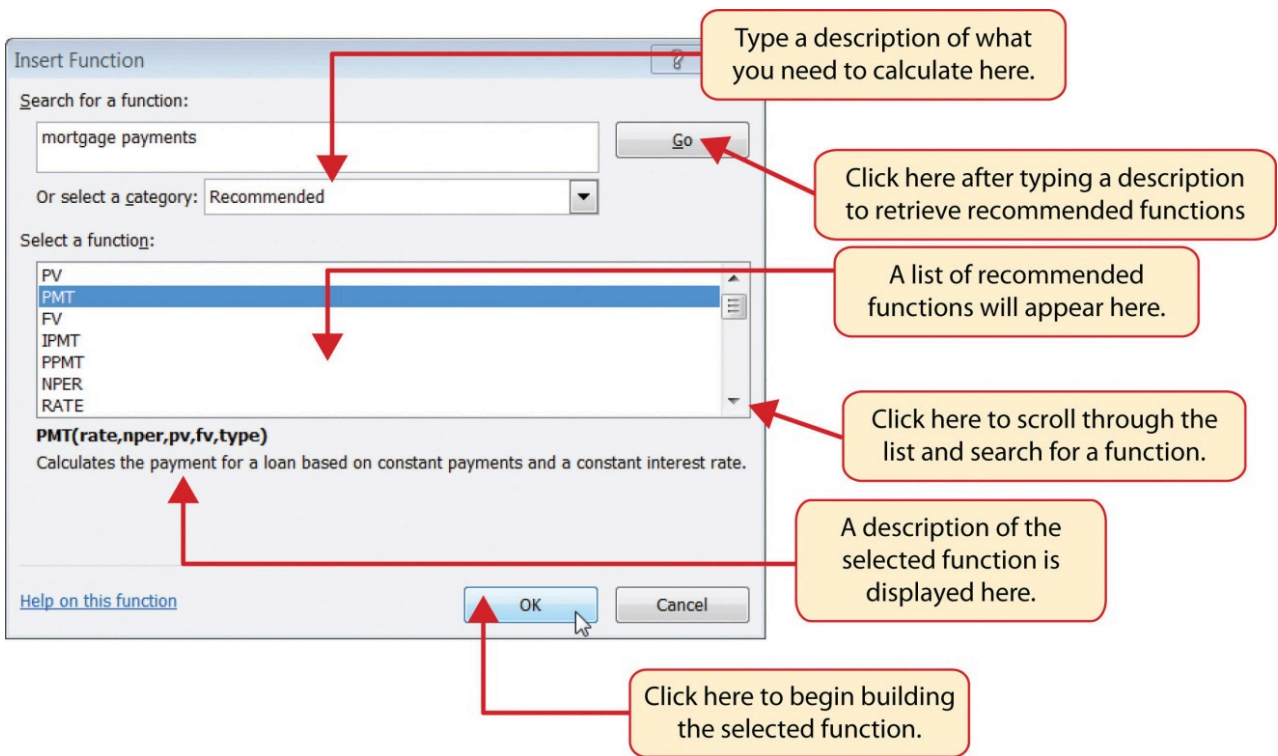 Type a description of what
you need to calculate here.
Insert Function
?
Search for a function:
mortgage payments
Go
Click here after typing a description
to retrieve recommended functions
Or select a category: Recommended
Select a function:
A list of recommended
functions will appear here.
PV
PMT
FV
IPMT
PPMT
NPER
RATE
Click here to scroll through the
list and search for a function.
PMT(rate,nper,pv,fv,type)
Calculates the payment for a loan based on constant payments and a constant interest rate.
A description of the
selected function is
displayed here.
Help on this function
OK
Cancel
Click here to begin building
the selected function.